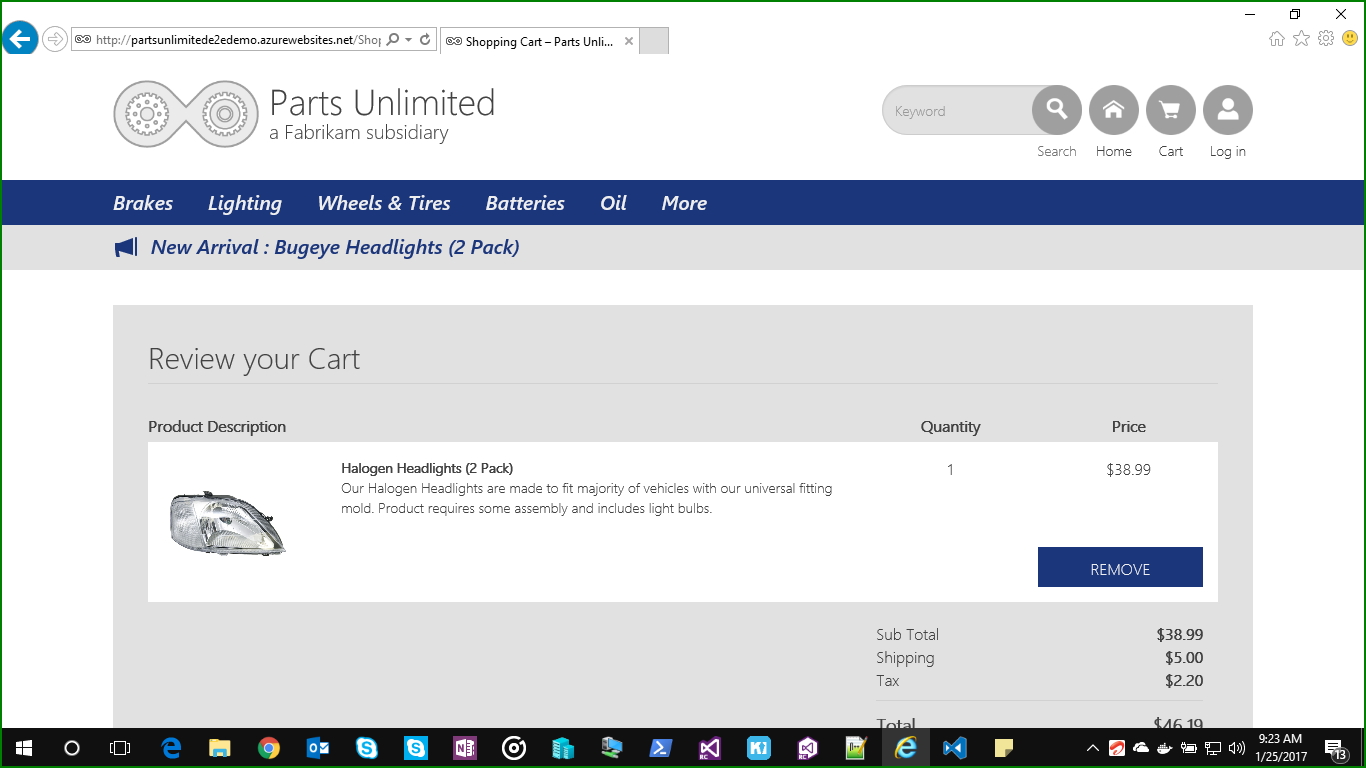 http://partsunlimitede2edemo.azurewebsites.net/Shop
Shopping Cart – Parts Unli...
Parts Unlimited
a Fabrikam subsidiary
Keyword
Search
Home
Cart
Log in
Brakes Lighting Wheels & Tires Batteries Oil More
New Arrival : Bugeye Headlights (2 Pack)
Review your Cart
Product Description Quantity Price
Halogen Headlights (2 Pack) 1 $38.99
Our Halogen Headlights are made to fit majority of vehicles with our universal fitting
mold. Product requires some assembly and includes light bulbs.
REMOVE
Sub Total $38.99
Shipping $5.00
Tax $2.20
Total $46.19
9:23 AM
1/25/2017
13